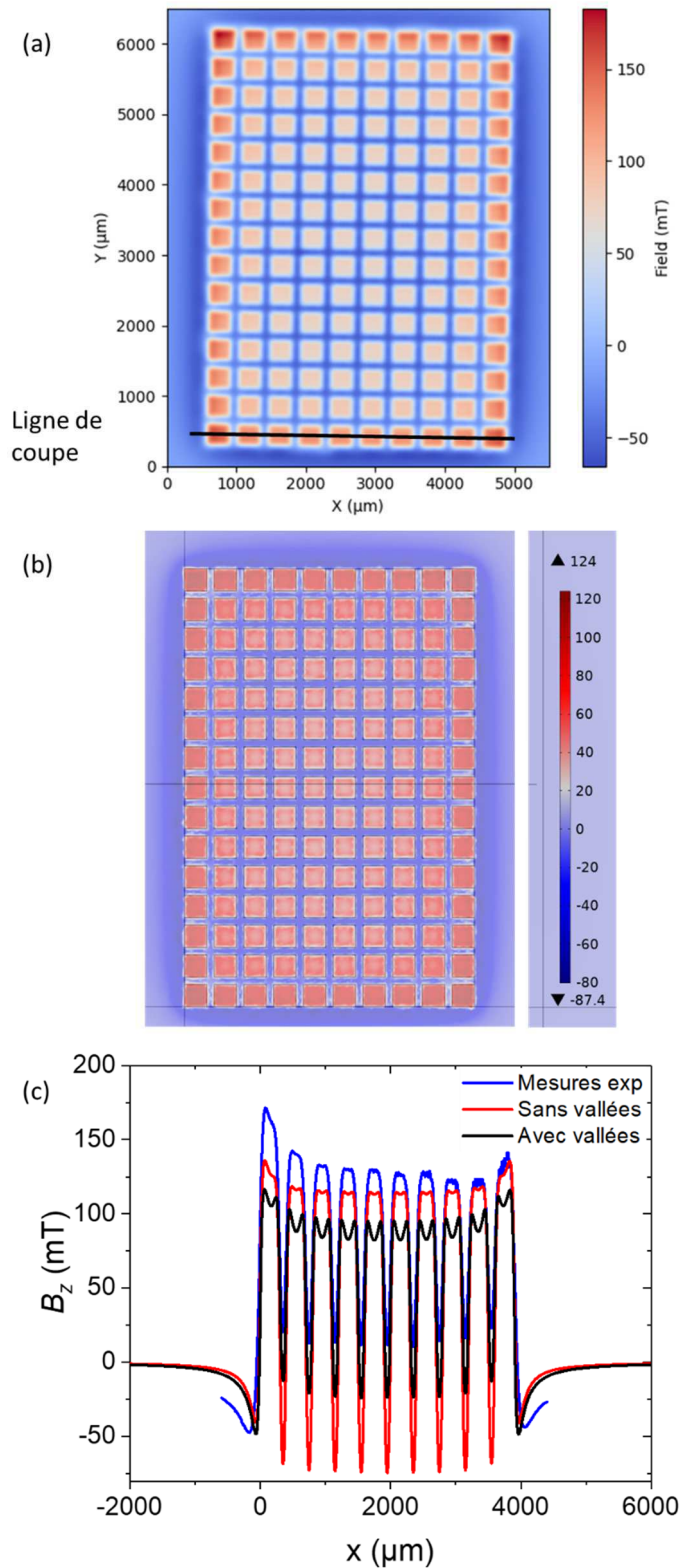 (a)
6000
5000
4000
3000
2000
1000
0
Y (µm)
0 1000 2000 3000 4000 5000
X (µm)
150
100
50
0
−50
Field (mT)
Ligne de
coupe
(b)
▲ 124
120
100
80
60
40
20
0
-20
-40
-60
-80
▼ -87.4
(c)
200
150
100
50
0
-50
Bz (mT)
Mesures exp
Sans vallées
Avec vallées
-2000 0 2000 4000 6000
x (µm)